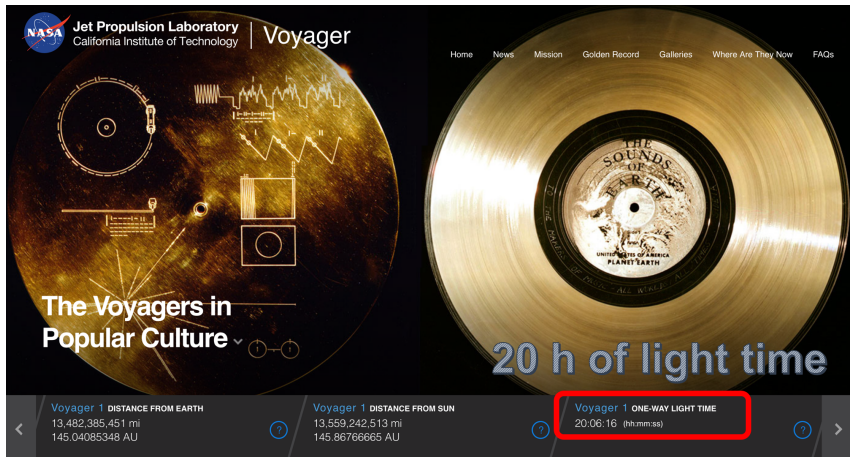 NASA
Jet Propulsion Laboratory
California Institute of Technology
Voyager
Home News Mission Golden Record Galleries Where Are They Now FAQs
THE
SOUNDS
OF
EARTH
UNITED STATES OF AMERICA
PLANET EARTH
The Voyagers in
Popular Culture
20 h of light time
Voyager 1 DISTANCE FROM EARTH
13,482,385,451 mi
145.04085348 AU
?
Voyager 1 DISTANCE FROM SUN
13,559,242,513 mi
145.86766665 AU
?
Voyager 1 ONE-WAY LIGHT TIME
20:06:16 (hh:mm:ss)
?